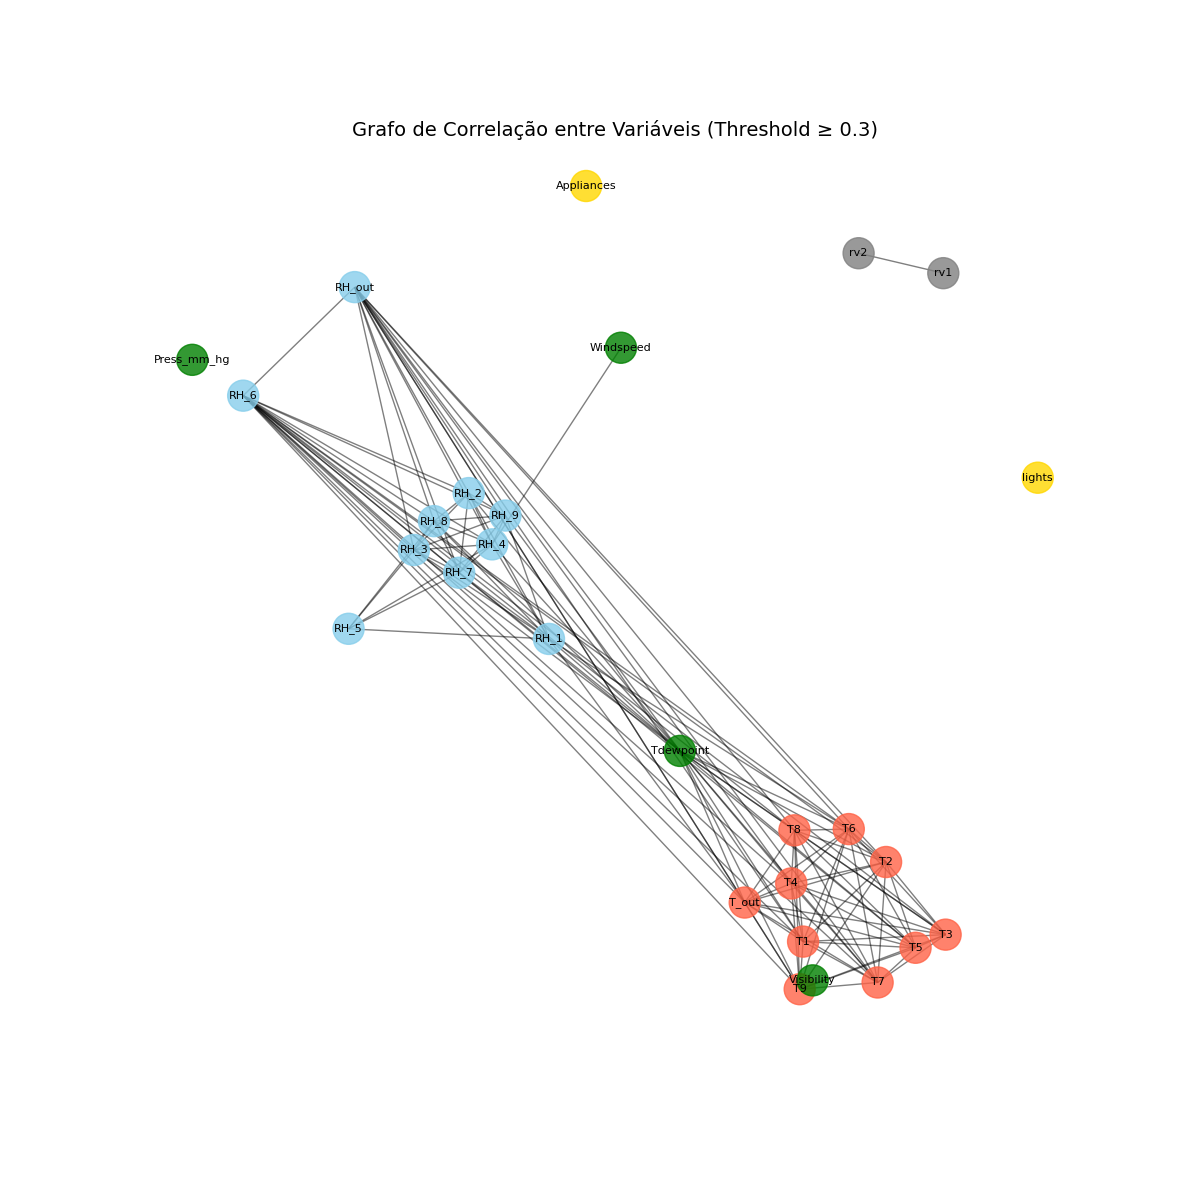 Grafo de Correlação entre Variáveis (Threshold ≥ 0.3)
Appliances
rv2
rv1
RH_out
Windspeed
Press_mm_hg
RH_6
lights
RH_2
RH_9
RH_8
RH_4
RH_3
RH_7
RH_5
RH_1
Tdewpoint
T8
T6
T2
T4
T_out
T3
T1
T5
Visibility
T7
T9